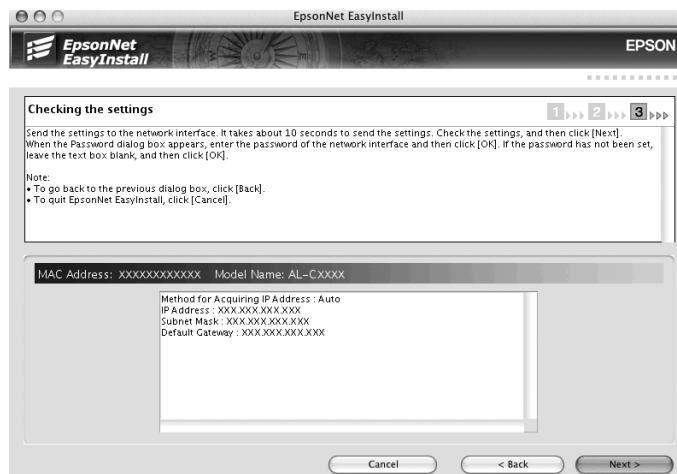 EpsonNet EasyInstall
EpsonNet
EasyInstall
EPSON
Checking the settings
1 2 3
Send the settings to the network interface. It takes about 10 seconds to send the settings. Check the settings, and then click [Next].
When the Password dialog box appears, enter the password of the network interface and then click [OK]. If the password has not been set,
leave the text box blank, and then click [OK].
Note:
• To go back to the previous dialog box, click [Back].
• To quit EpsonNet EasyInstall, click [Cancel].
MAC Address: XXXXXXXXXXXX Model Name: AL-CXXXX
Method for Acquiring IP Address : Auto
IP Address : XXX.XXX.XXX.XXX
Subnet Mask : XXX.XXX.XXX.XXX
Default Gateway : XXX.XXX.XXX.XXX
Cancel < Back Next >